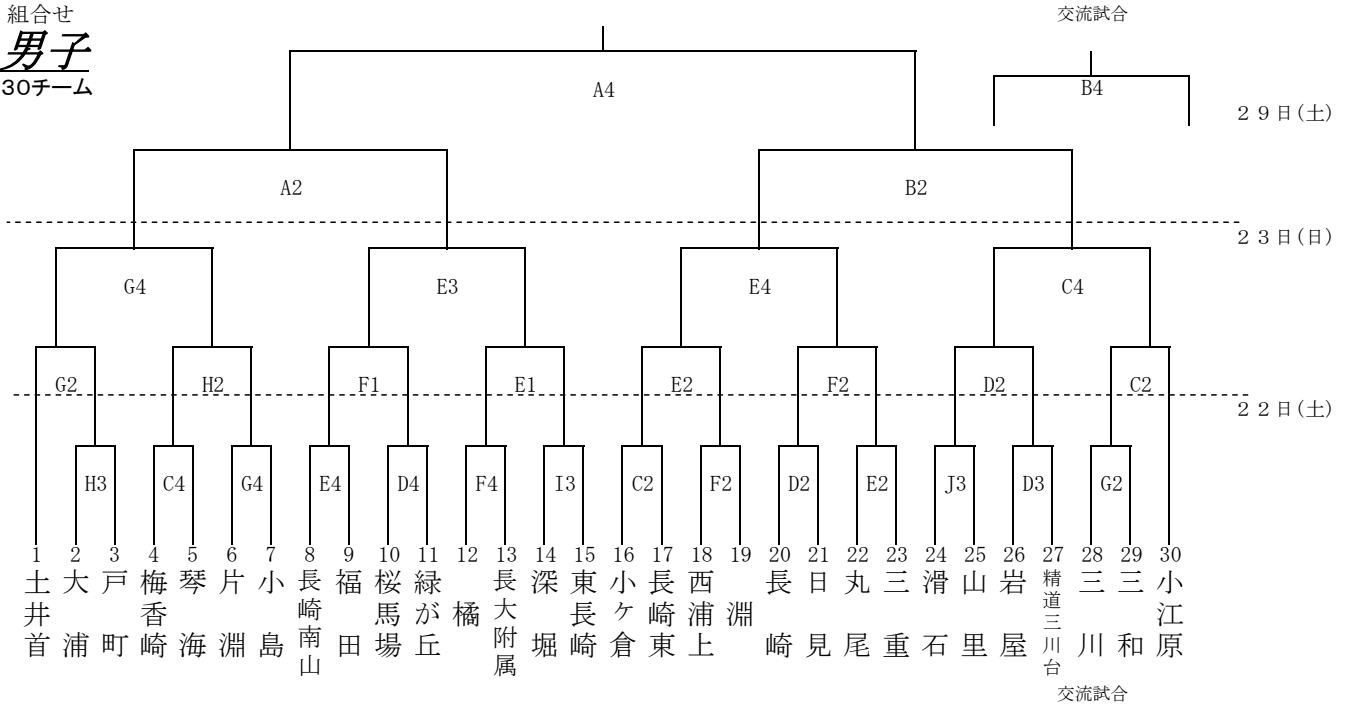 組合せ
交流試合
男子
30チーム
A4
B4
２９日(土)
A2
B2
２３日(日)
G4
E3
E4
C4
G2
H2
F1
E1
E2
F2
D2
C2
２２日(土)
H3
C4
G4
E4
D4
F4
I3
C2
F2
D2
E2
J3
D3
G2
1
2
3
4
5
6
7
8
9
10
11
12
13
14
15
16
17
18
19
20
21
22
23
24
25
26
27
28
29
30
土井首
大浦
戸町
梅香崎
琴海
片淵
小島
長崎南山
福田
桜馬場
緑が丘
橘
長大附属
深堀
東長崎
小ケ倉
長崎東
西浦上
淵
長崎
日見
丸尾
三重
滑石
山里
岩屋
精道三川台
三川
三和
小江原
交流試合